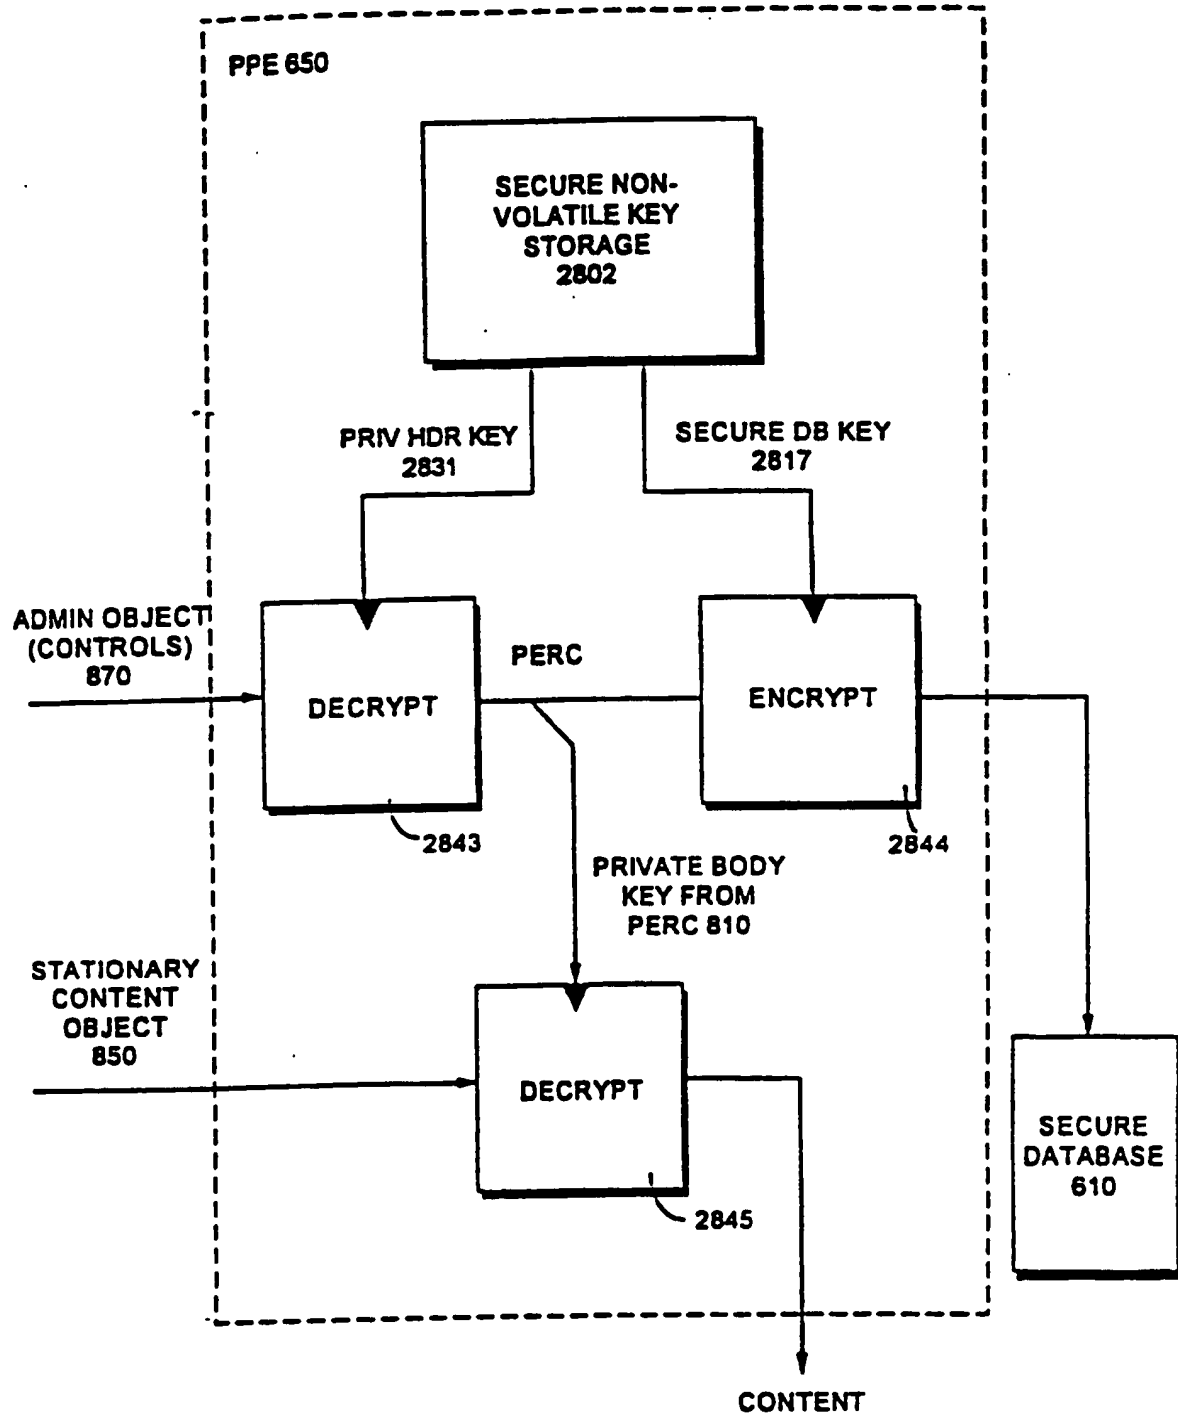 PPE 650
SECURE NON-
VOLATILE KEY
STORAGE
2802
PRIV HDR KEY
2831
SECURE DB KEY
2817
ADMIN OBJECT
(CONTROLS)
870
DECRYPT
PERC
ENCRYPT
2843
2844
PRIVATE BODY
KEY FROM
PERC 810
STATIONARY
CONTENT
OBJECT
850
DECRYPT
SECURE
DATABASE
610
2845
CONTENT